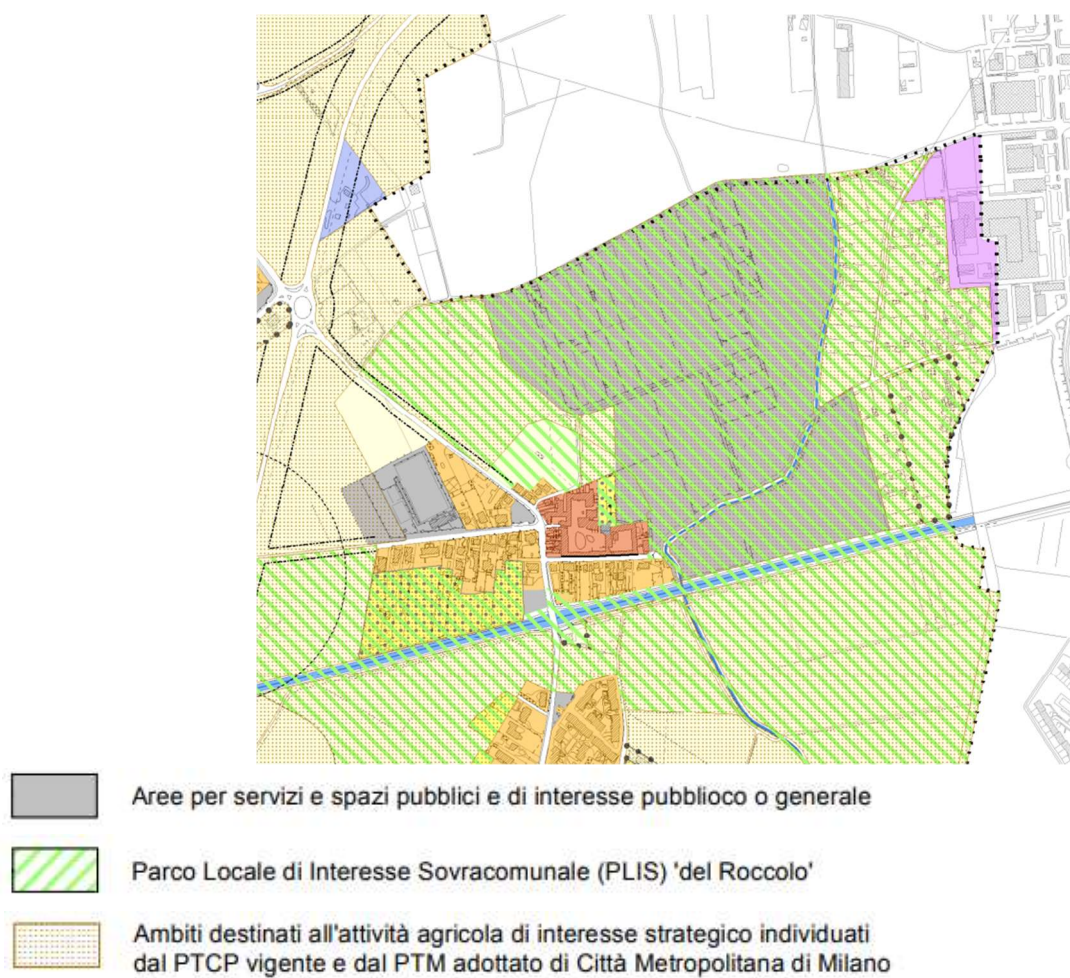 Aree per servizi e spazi pubblici e di interesse pubblioco o generale
Parco Locale di Interesse Sovracomunale (PLIS) 'del Roccolo'
Ambiti destinati all'attività agricola di interesse strategico individuati
dal PTCP vigente e dal PTM adottato di Città Metropolitana di Milano